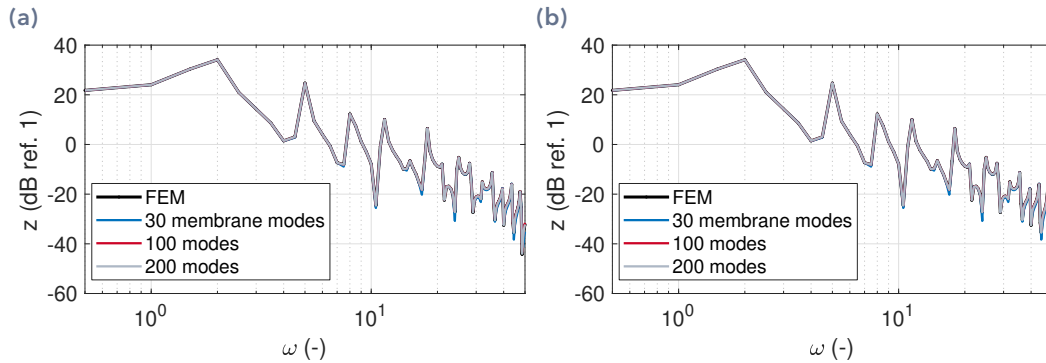 (a)
z (dB ref. 1)
40
20
0
-20
-40
-60
FEM
30 membrane modes
100 modes
200 modes
10^0
10^1
ω (-)
(b)
z (dB ref. 1)
40
20
0
-20
-40
-60
FEM
30 membrane modes
100 modes
200 modes
10^0
10^1
ω (-)